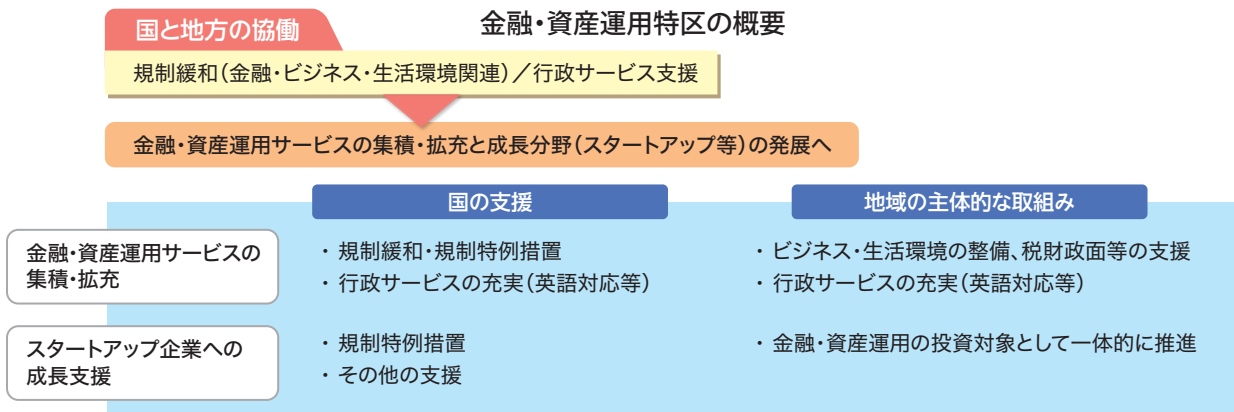 金融・資産運用特区の概要
国と地方の協働
規制緩和（金融・ビジネス・生活環境関連）／行政サービス支援
金融・資産運用サービスの集積・拡充と成長分野（スタートアップ等）の発展へ
国の支援
地域の主体的な取組み
金融・資産運用サービスの
集積・拡充
・規制緩和・規制特例措置
・行政サービスの充実（英語対応等）
・ビジネス・生活環境の整備、税財政面等の支援
・行政サービスの充実（英語対応等）
スタートアップ企業への
成長支援
・規制特例措置
・その他の支援
・金融・資産運用の投資対象として一体的に推進